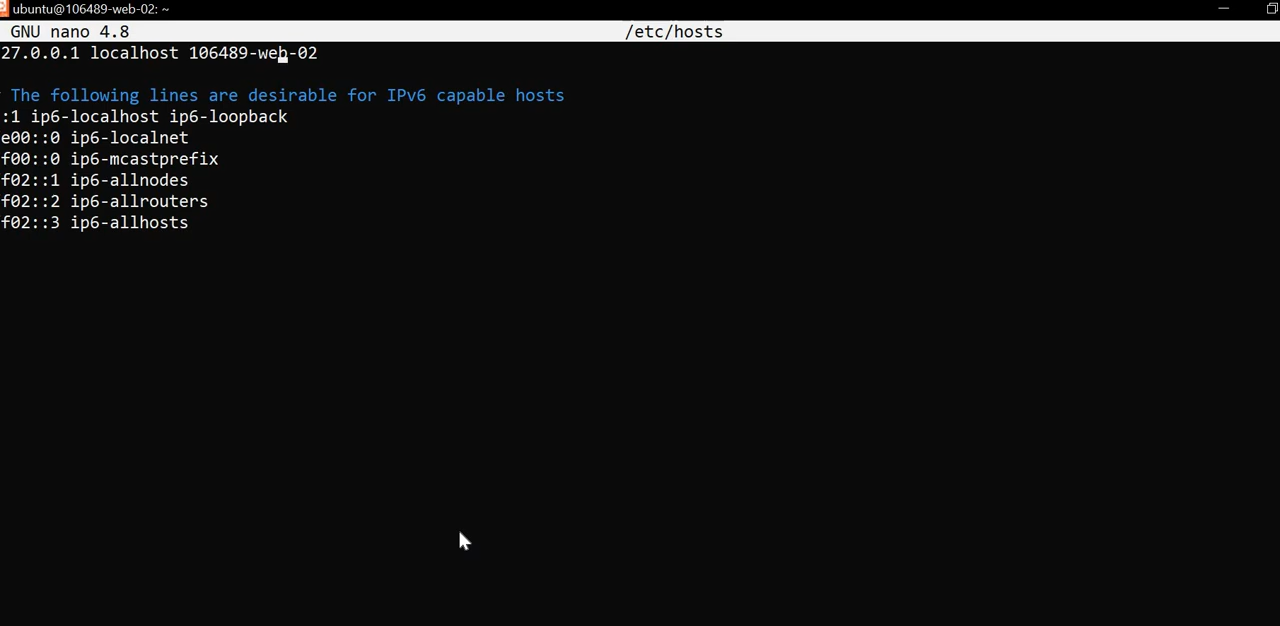 ubuntu@106489-web-02: ~
GNU nano 4.8 /etc/hosts
27.0.0.1 localhost 106489-web-02
The following lines are desirable for IPv6 capable hosts
:1 ip6-localhost ip6-loopback
e00::0 ip6-localnet
f00::0 ip6-mcastprefix
f02::1 ip6-allnodes
f02::2 ip6-allrouters
f02::3 ip6-allhosts